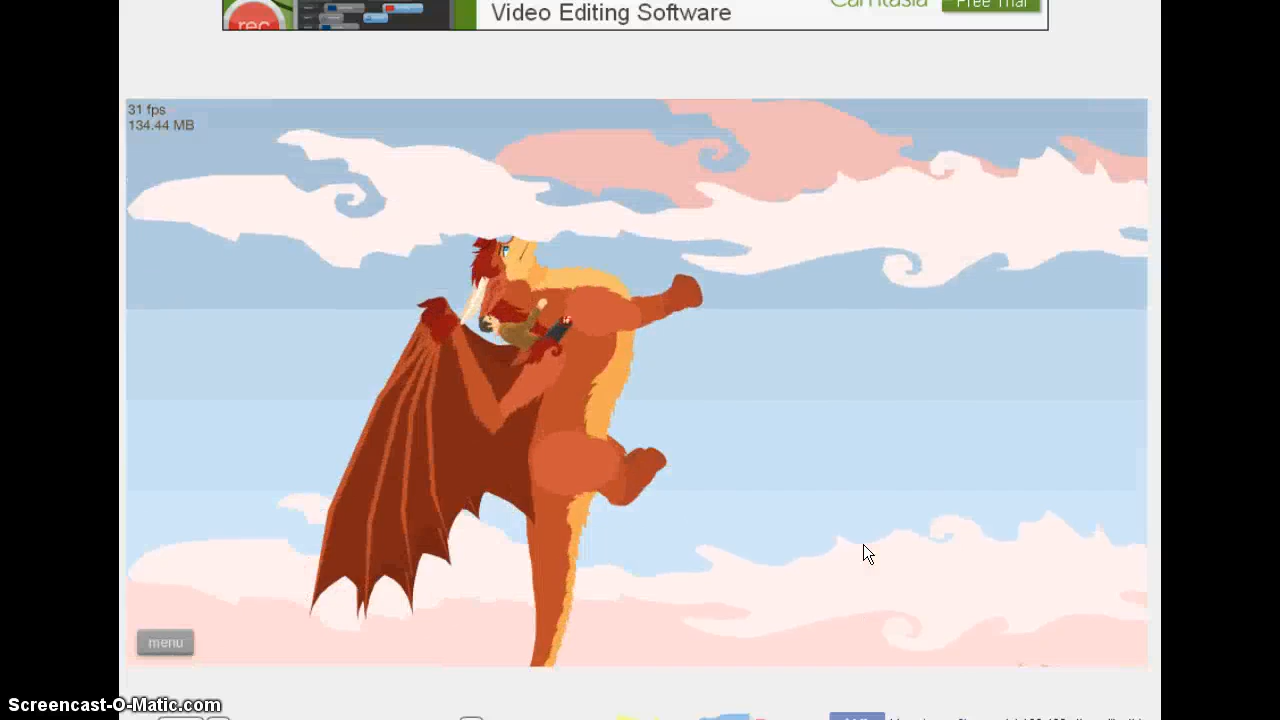 rec
Video Editing Software
Camtasia
Free Trial
31 fps
134.44 MB
menu
Screencast-O-Matic.com